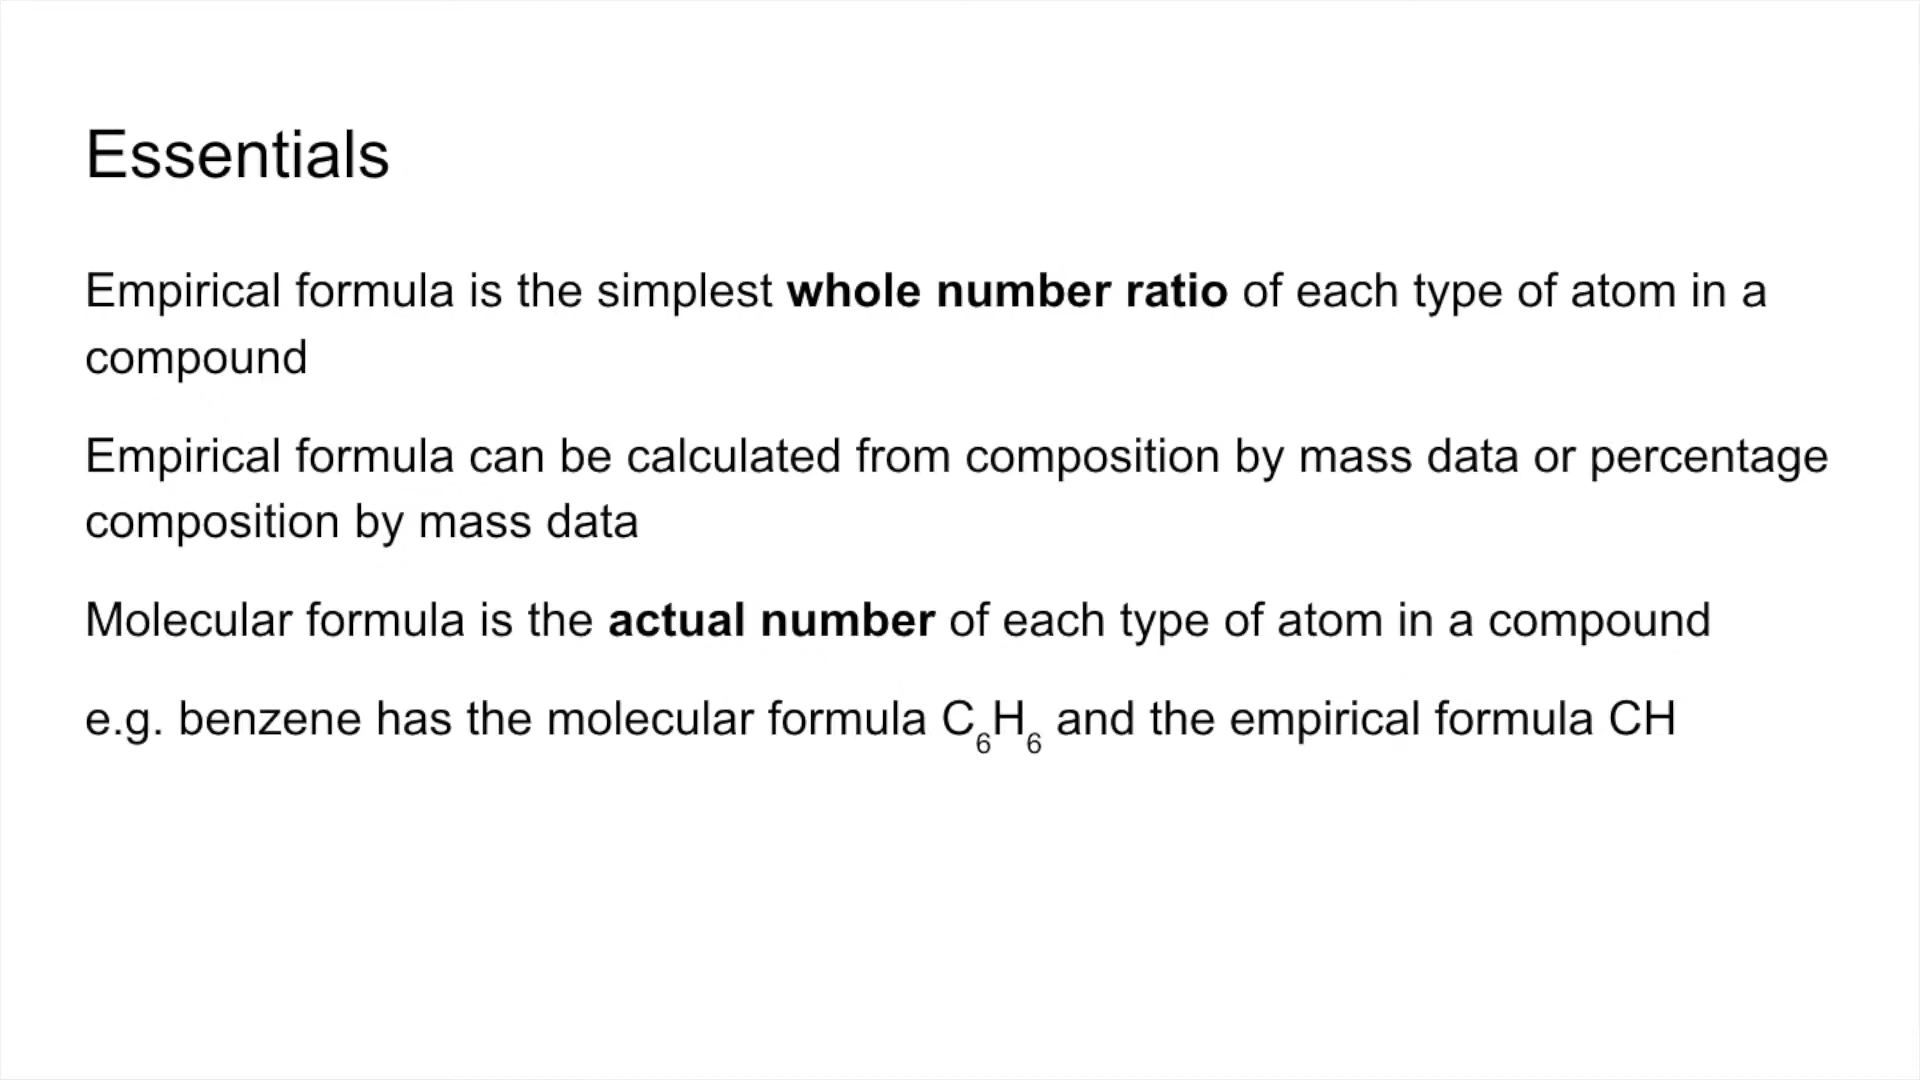 Essentials
Empirical formula is the simplest whole number ratio of each type of atom in a
compound
Empirical formula can be calculated from composition by mass data or percentage
composition by mass data
Molecular formula is the actual number of each type of atom in a compound
e.g. benzene has the molecular formula C₆H₆ and the empirical formula CH